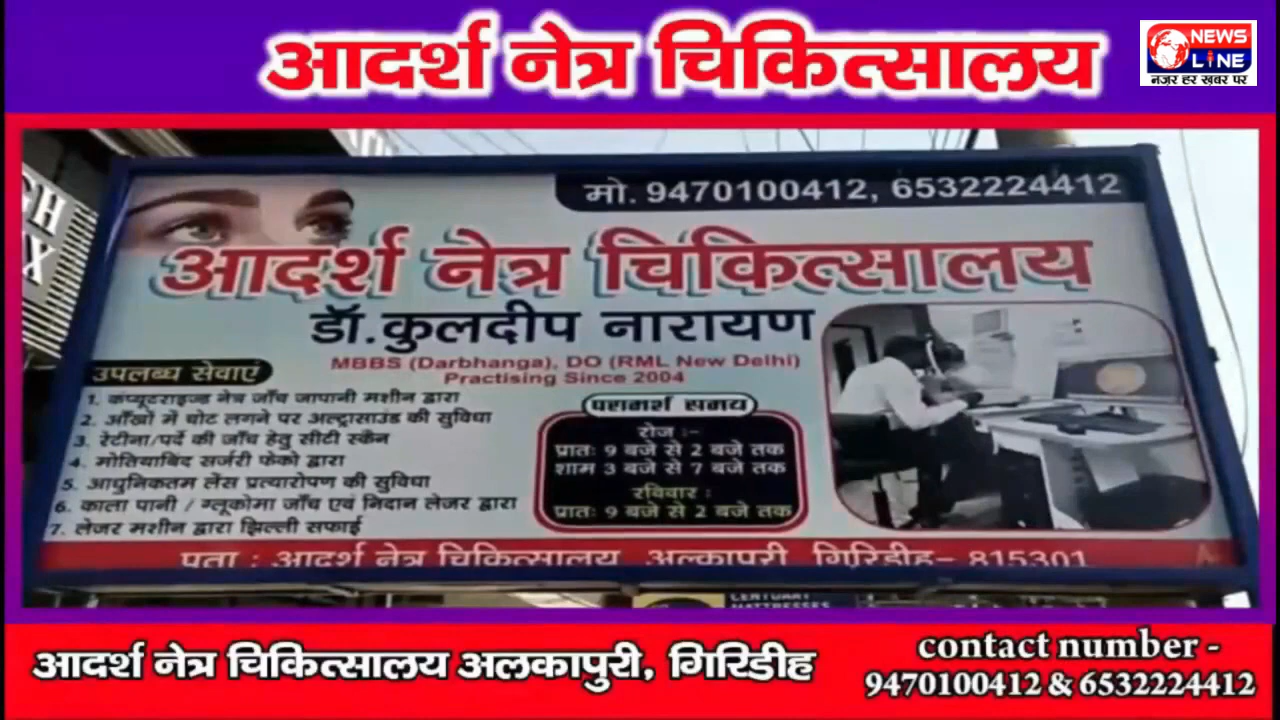 आदर्श नेत्र चिकित्सालय
NEWS
LINE
नज़र हर ख़बर पर
मो. 9470100412, 6532224412
आदर्श नेत्र चिकित्सालय
डॉ.कुलदीप नारायण
MBBS (Darbhanga), DO (RML New Delhi)
Practising Since 2004
उपलब्ध सेवाएं
1. कम्प्यूटराइज्ड नेत्र जाँच जापानी मशीन द्वारा
2. आँखों में चोट लगने पर अल्ट्रासाउंड की सुविधा
3. रेटीना/पर्दे की जाँच हेतु सीटी स्कैन
4. मोतियाबिंद सर्जरी फेको द्वारा
5. आधुनिकतम लेंस प्रत्यारोपण की सुविधा
6. काला पानी / ग्लूकोमा जाँच एवं निदान लेजर द्वारा
7. लेजर मशीन द्वारा झिल्ली सफाई
परामर्श समय
रोज :-
प्रातः 9 बजे से 2 बजे तक
शाम 3 बजे से 7 बजे तक
रविवार :
प्रातः 9 बजे से 2 बजे तक
पता : आदर्श नेत्र चिकित्सालय, अल्कापुरी, गिरिडीह- 815301
CENTUARY
MATTRESSES
आदर्श नेत्र चिकित्सालय अलकापुरी, गिरिडीह
contact number -
9470100412 & 6532224412